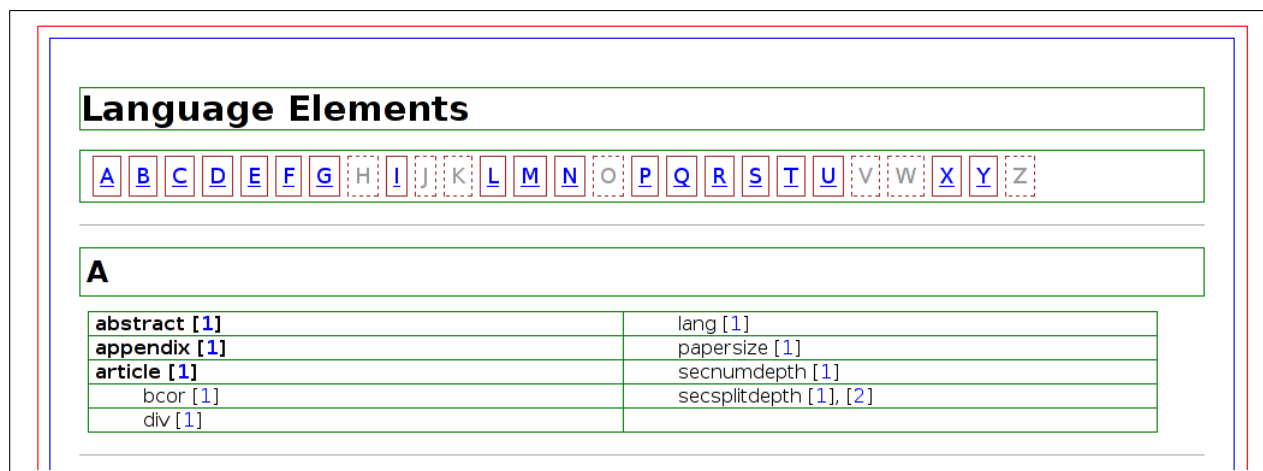 Language Elements
A B C D E F G H I J K L M N O P Q R S T U V W X Y Z
A
abstract [1]
appendix [1]
article [1]
bcor [1]
div [1]
lang [1]
papersize [1]
secnumdepth [1]
secsplitdepth [1], [2]